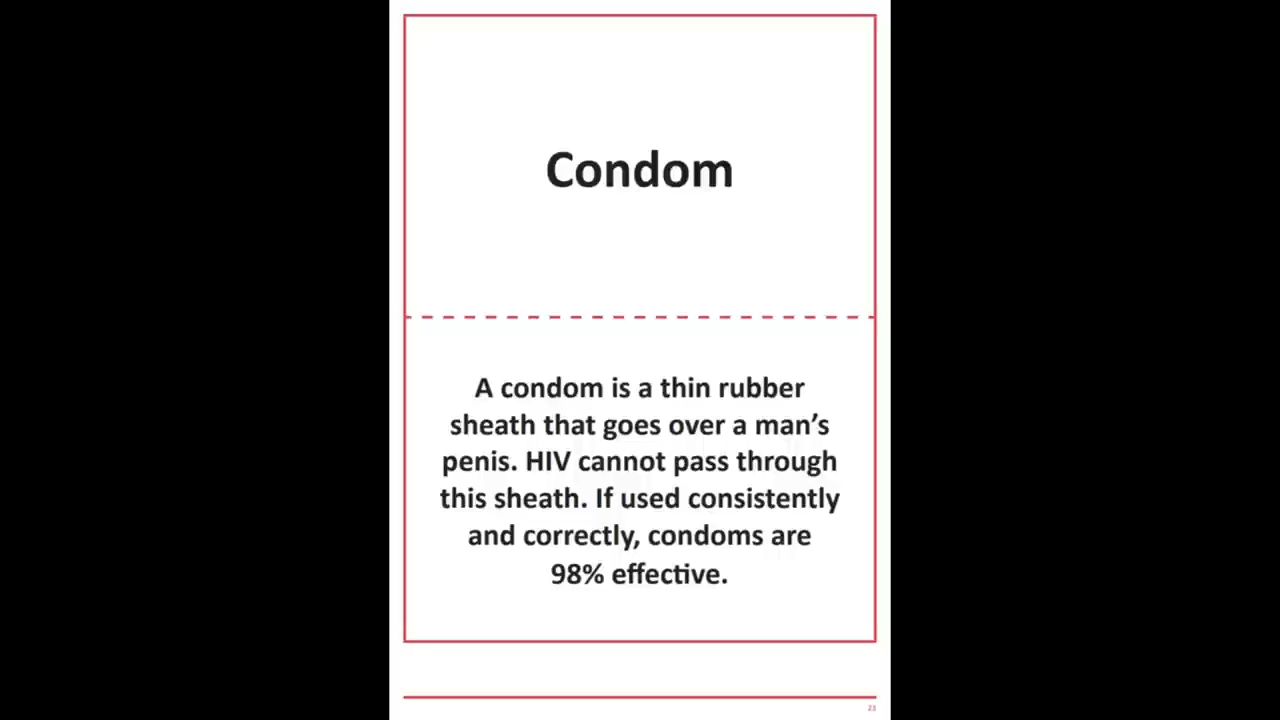 Condom
A condom is a thin rubber
sheath that goes over a man’s
penis. HIV cannot pass through
this sheath. If used consistently
and correctly, condoms are
98% effective.
23